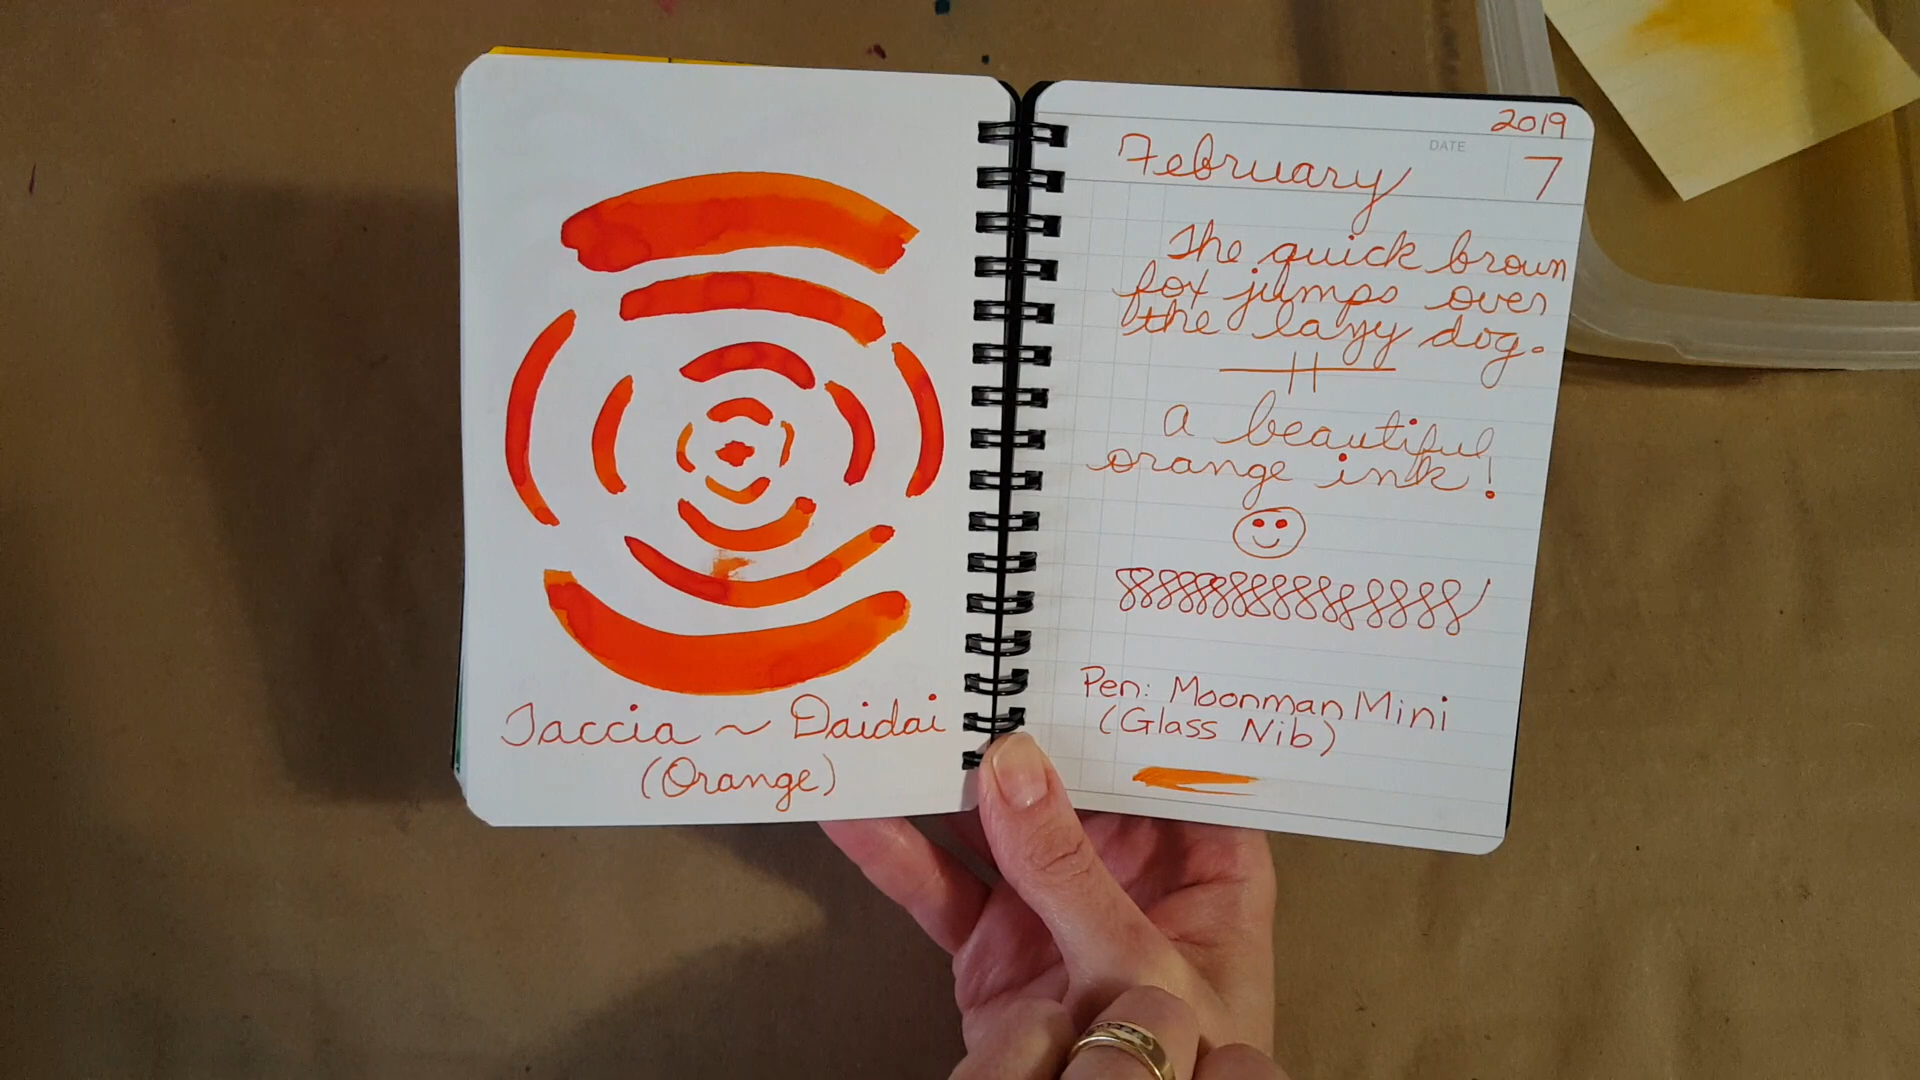 Taccia ~ Daidai
(Orange)
2019
February
DATE
7
The quick brown
fox jumps over
the lazy dog.
A beautiful
orange ink!
Pen: Moonman Mini
(Glass Nib)